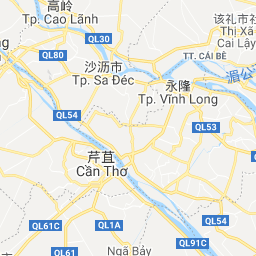 高岭
Tp. Cao Lãnh
该礼市社
Thị Xã
Cai Lậy
QL30
QL80
TT. CÁI BÈ
沙沥市
Tp. Sa Đéc
永隆
Tp. Vĩnh Long
湄公
QL54
QL53
芹苴
Cần Thơ
QL1A
QL54
QL61C
QL61
Ngã Bảy
QL91C